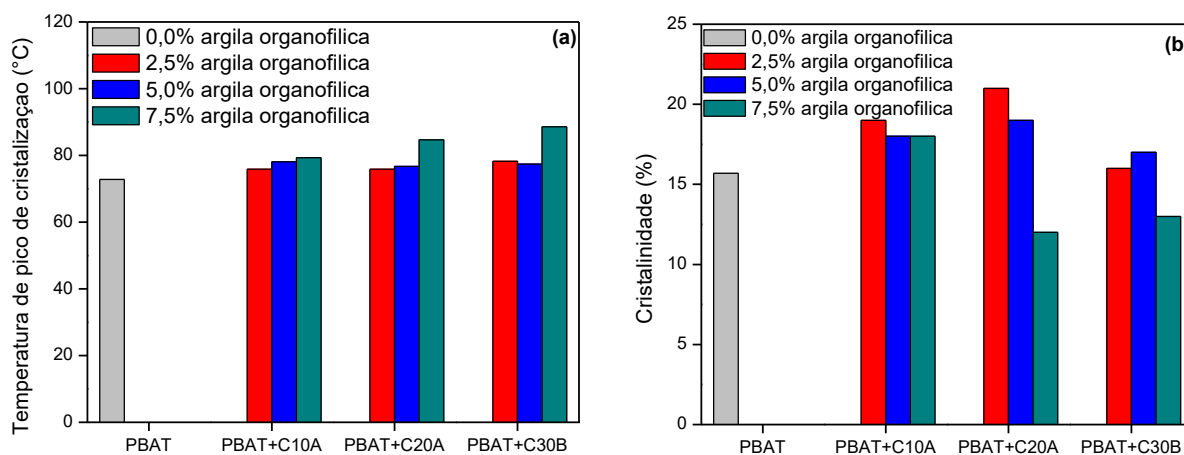 Temperatura de pico de cristalizaçao (°C)
120
100
80
60
40
20
0
0,0% argila organofilica
2,5% argila organofilica
5,0% argila organofilica
7,5% argila organofilica
(a)
PBAT
PBAT+C10A
PBAT+C20A
PBAT+C30B
Cristalinidade (%)
25
20
15
10
5
0
0,0% argila organofilica
2,5% argila organofilica
5,0% argila organofilica
7,5% argila organofilica
(b
PBAT
PBAT+C10A
PBAT+C20A
PBAT+C30B